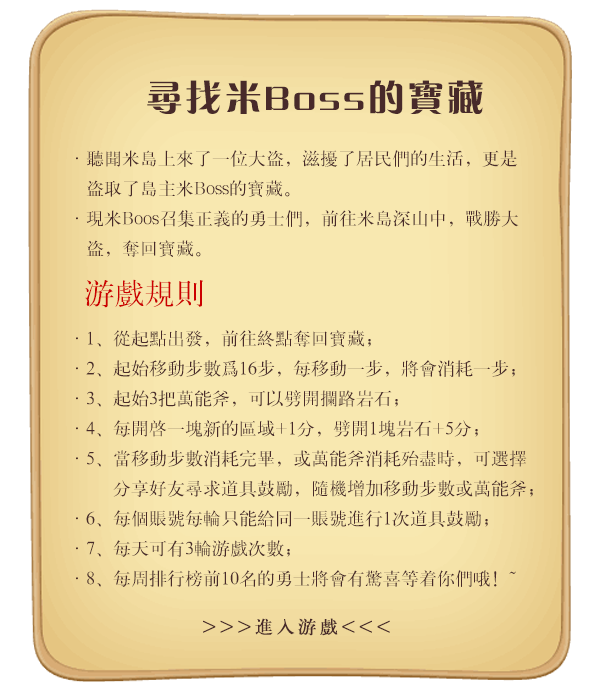 尋找米Boss的寶藏
· 聽聞米島上來了一位大盗，滋擾了居民們的生活，更是
盗取了島主米Boss的寶藏。
· 現米Boos召集正義的勇士們，前往米島深山中，戰勝大
盗，奪回寶藏。
游戲規則
· 1、從起點出發，前往終點奪回寶藏；
· 2、起始移動步數爲16步，每移動一步，將會消耗一步；
· 3、起始3把萬能斧，可以劈開攔路岩石；
· 4、每開啓一塊新的區域+1分，劈開1塊岩石+5分；
· 5、當移動步數消耗完畢，或萬能斧消耗殆盡時，可選擇
分享好友尋求道具鼓勵，隨機增加移動步數或萬能斧；
· 6、每個賬號每輪只能給同一賬號進行1次道具鼓勵；
· 7、每天可有3輪游戲次數；
· 8、每周排行榜前10名的勇士將會有驚喜等着你們哦！~
>>>進入游戲<<<